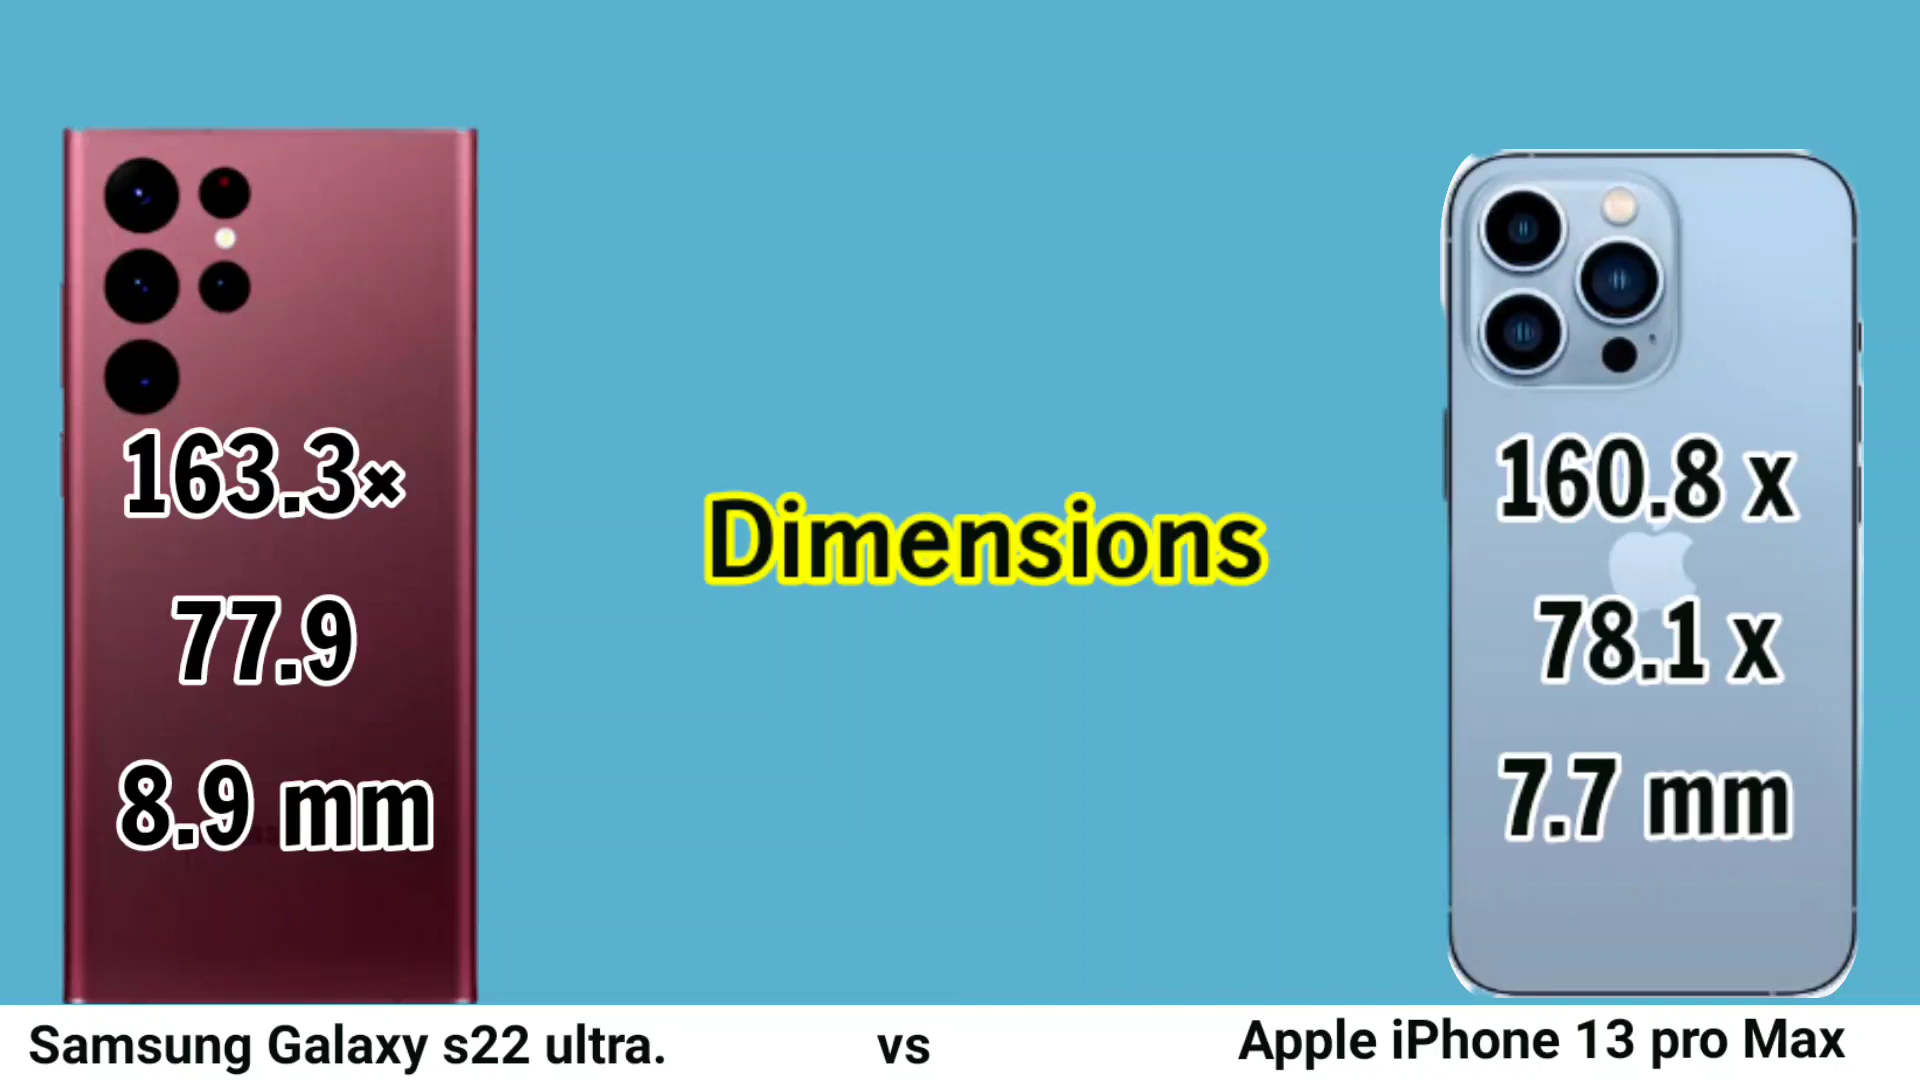 163.3×
77.9
8.9 mm
Dimensions
160.8 x
78.1 x
7.7 mm
Samsung Galaxy s22 ultra.
vs
Apple iPhone 13 pro Max